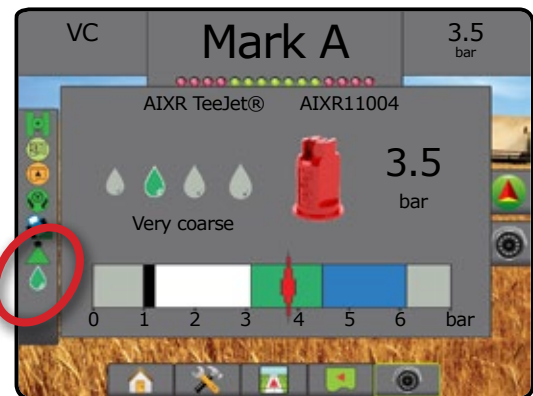 VC
Mark A
3.5
bar
AIXR TeeJet® AIXR11004
3.5
bar
Very coarse
0 1 2 3 4 5 6 bar